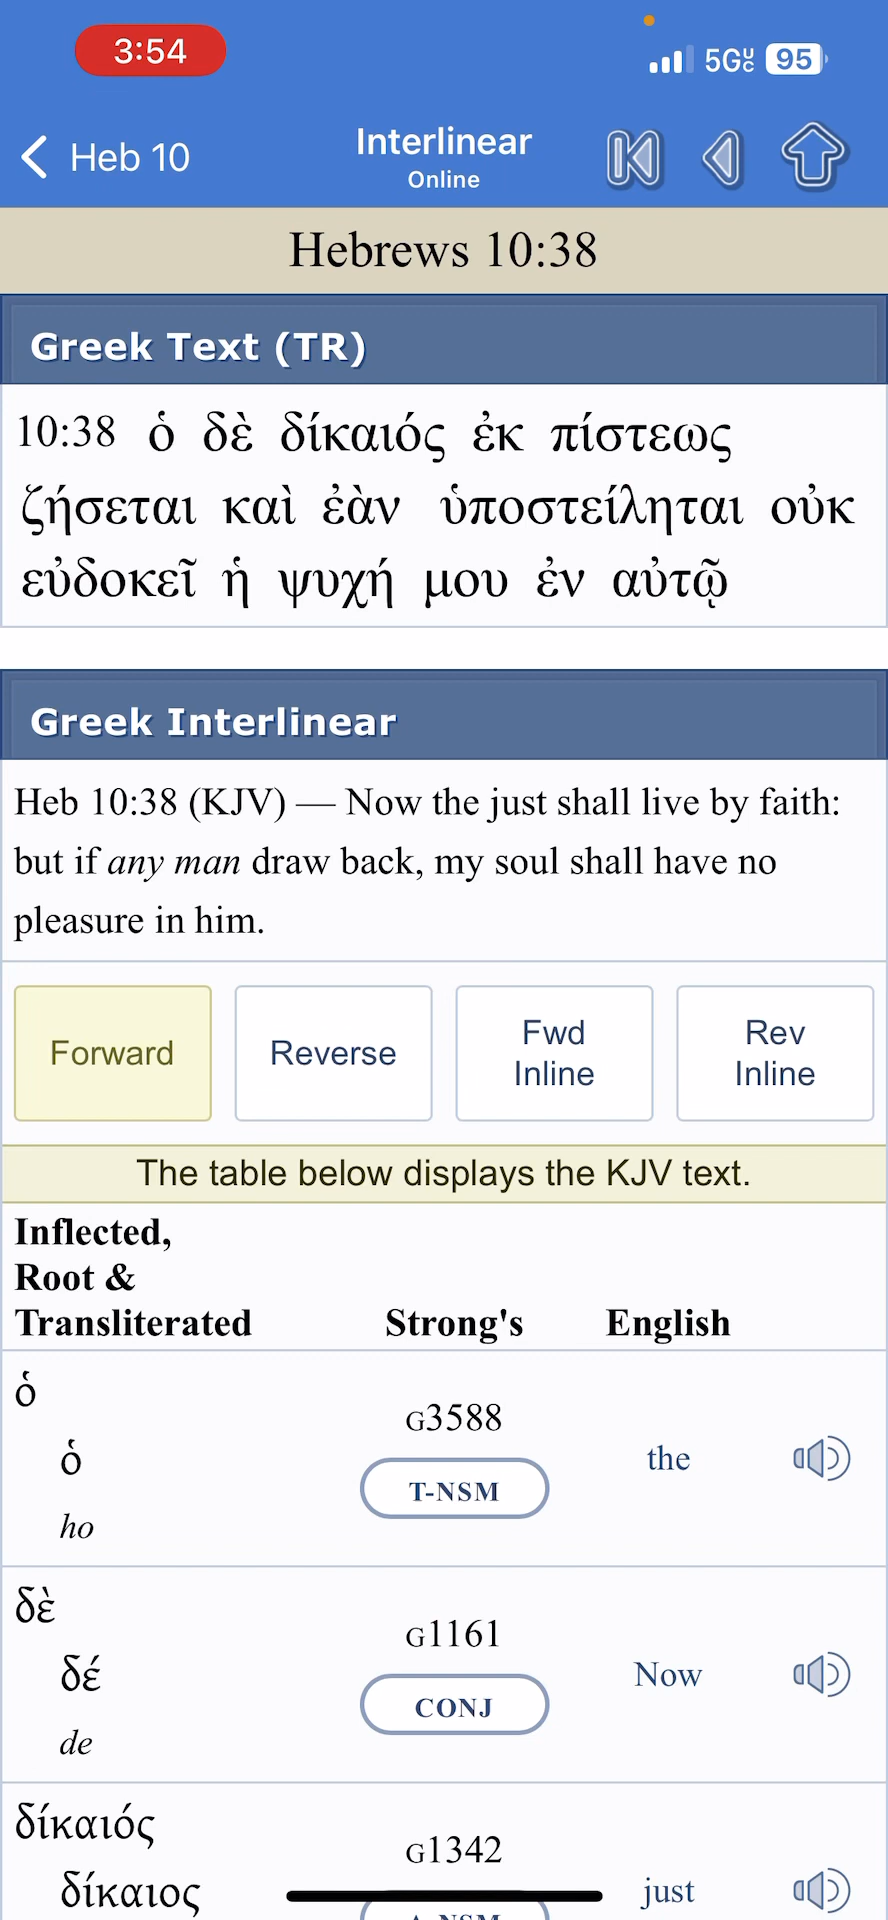 3:54
5G UC 95
Heb 10
Interlinear
Online
Hebrews 10:38
Greek Text (TR)
10:38 ὁ δὲ δίκαιός ἐκ πίστεως
ζήσεται καὶ ἐὰν ὑποστείληται οὐκ
εὐδοκεῖ ἡ ψυχή μου ἐν αὐτῷ
Greek Interlinear
Heb 10:38 (KJV) — Now the just shall live by faith:
but if any man draw back, my soul shall have no
pleasure in him.
Forward
Reverse
Fwd
Inline
Rev
Inline
The table below displays the KJV text.
Inflected,
Root &
Transliterated
Strong's
English
ὁ
ὁ
ho
G3588
T-NSM
the
δὲ
δέ
de
G1161
CONJ
Now
δίκαιός
δίκαιος
G1342
A-NSM
just